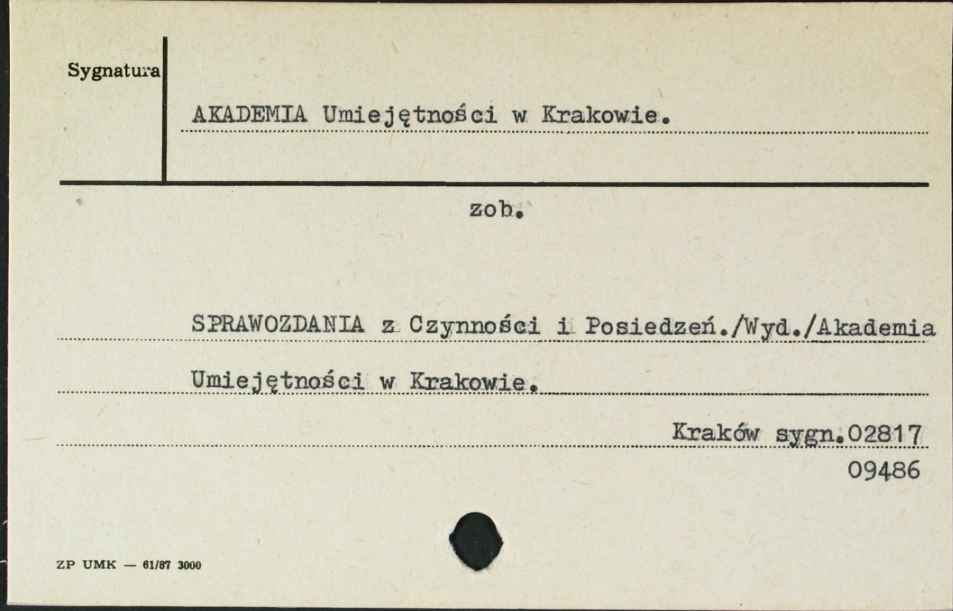 Sygnatura
AKADEMIA Umiejętności w Krakowie.
zob.
SPRAWOZDANIA z Czynności i Posiedzeń./Wyd./Akademia
Umiejętności w Krakowie.
Kraków sygn.02817
09486
ZP UMK — 61/87 3000